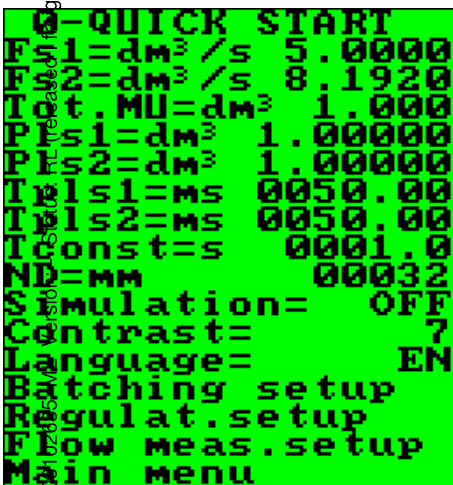 0-QUICK START
Fs1=dm³/s 5.0000
Fs2=dm³/s 8.1920
Tot.MU=dm³ 1.000
Pls1=dm³ 1.00000
Pls2=dm³ 1.00000
Tpls1=ms 0050.00
Tpls2=ms 0050.00
Tconst=s 0001.0
ND=mm 00032
Simulation= OFF
Contrast= 7
Language= EN
Batching setup
Regulat.setup
Flow meas.setup
Main menu